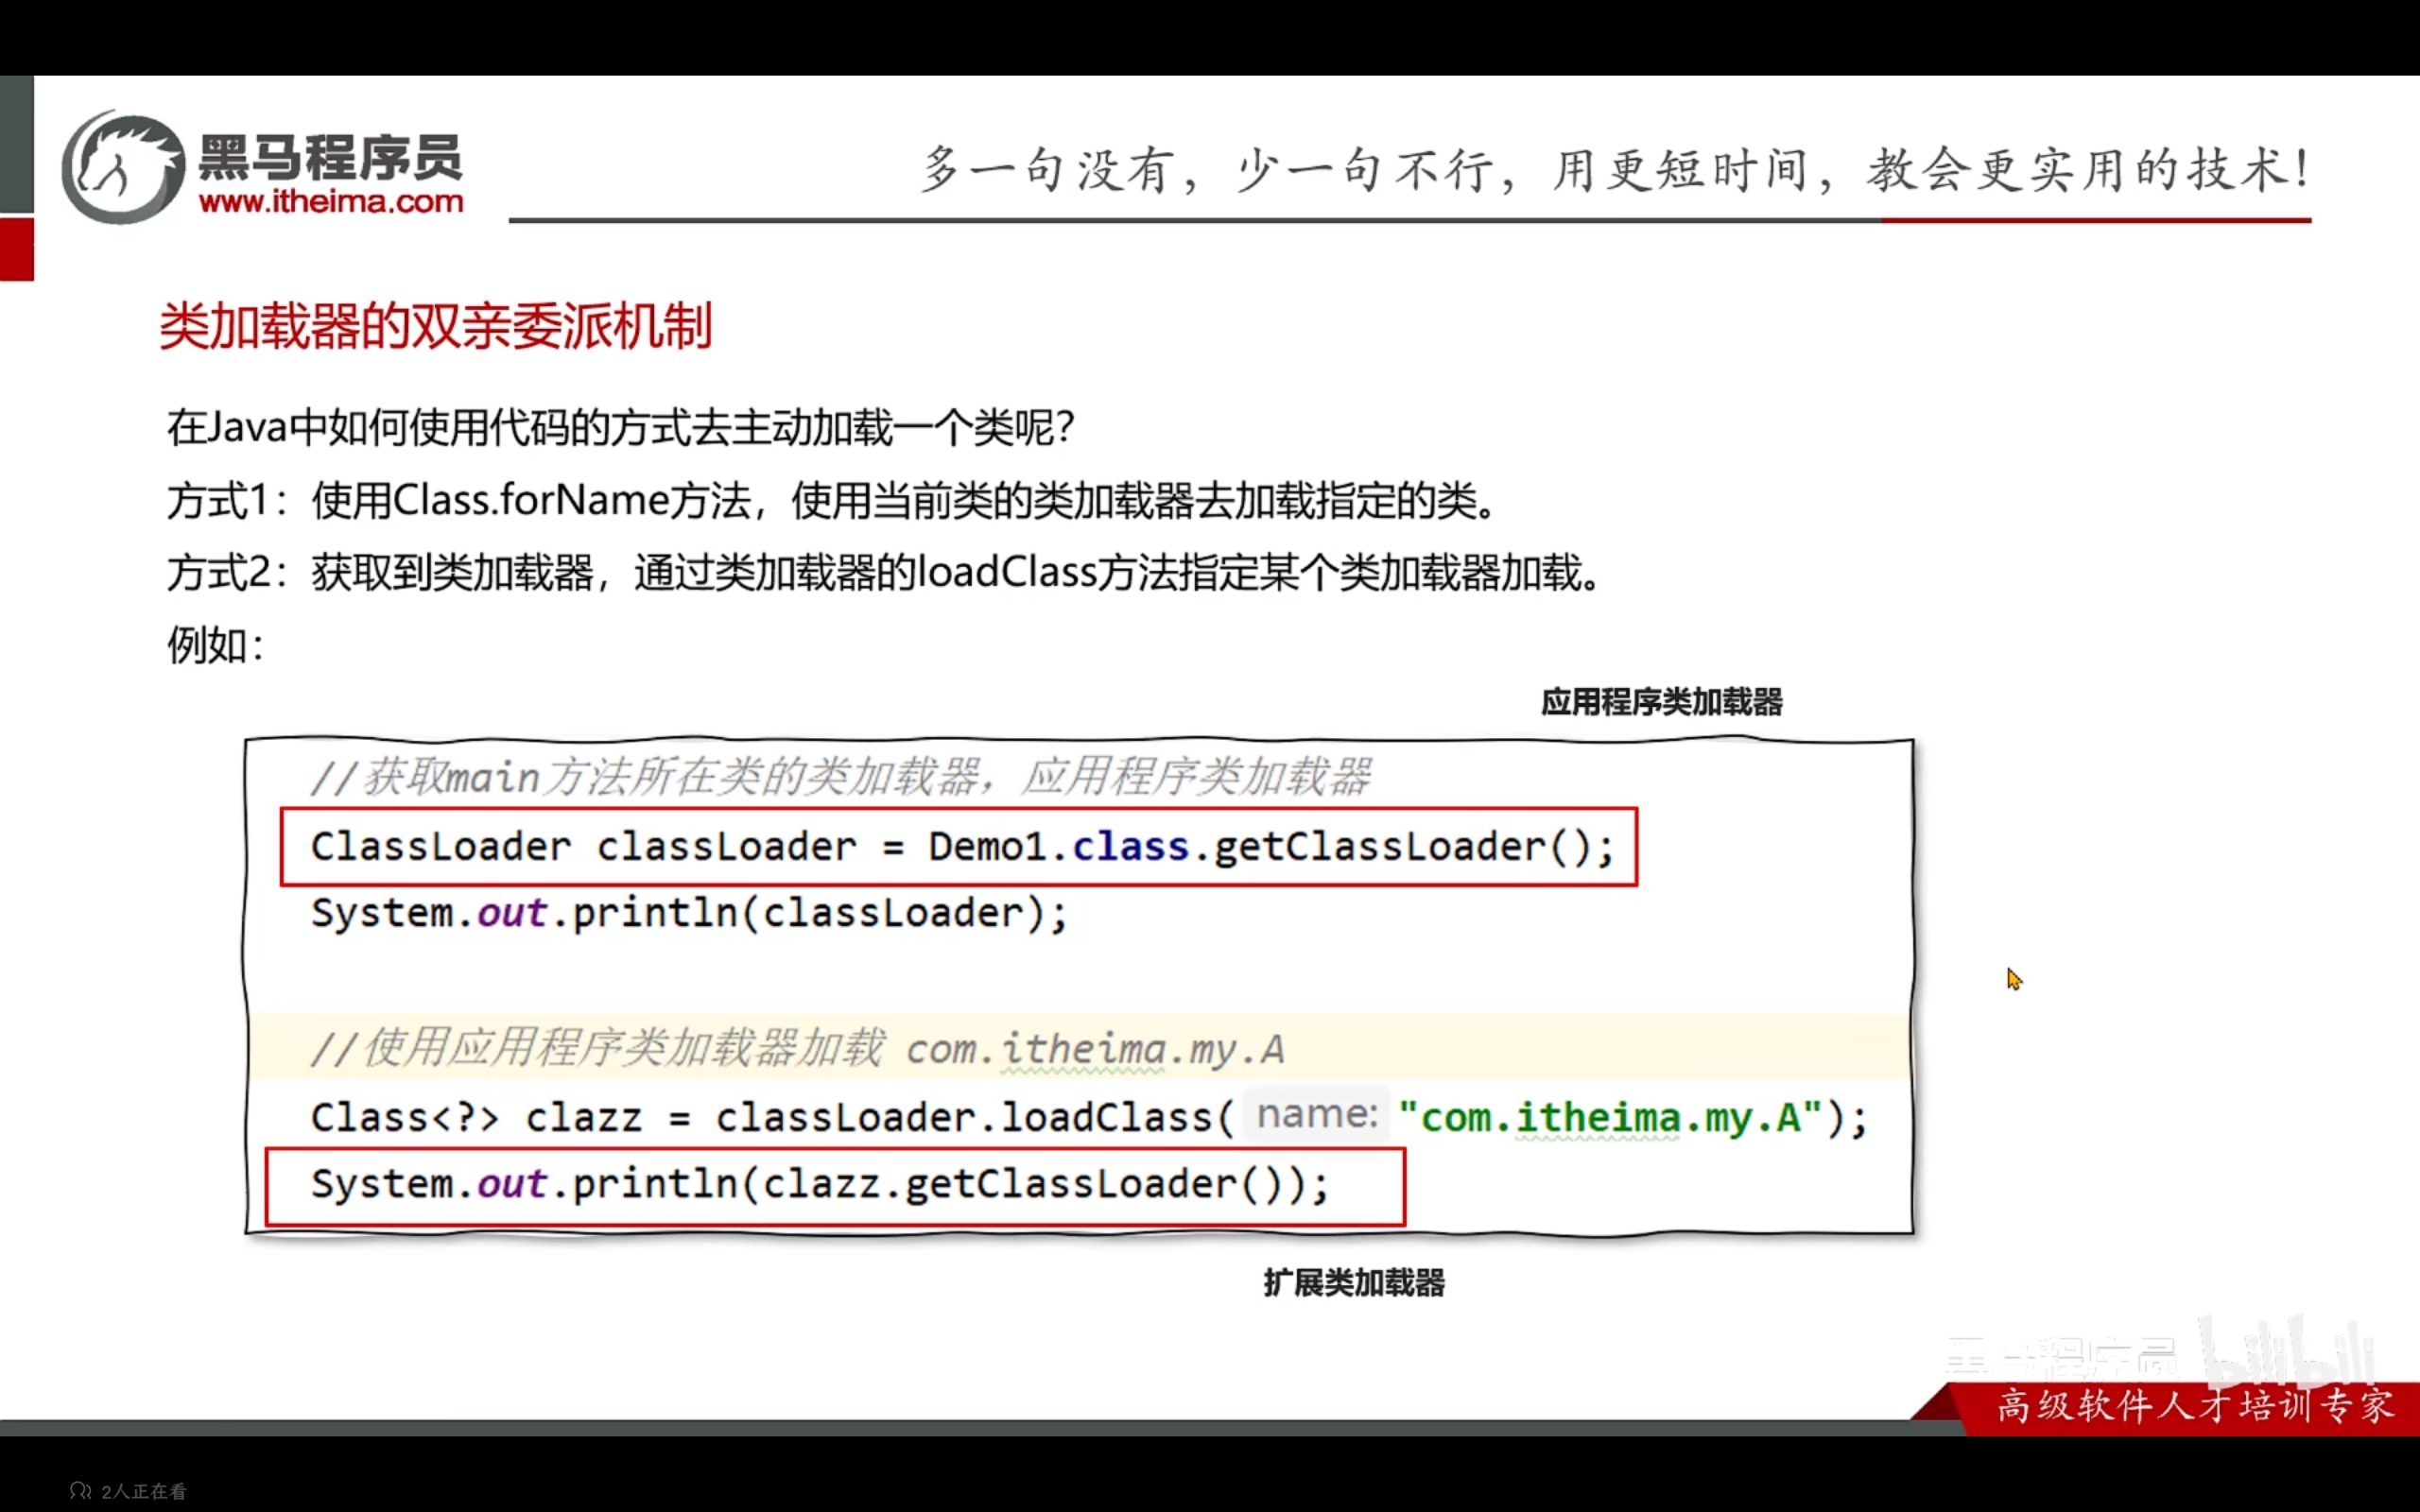 黑马程序员
www.itheima.com
多一句没有，少一句不行，用更短时间，教会更实用的技术！
类加载器的双亲委派机制
在Java中如何使用代码的方式去主动加载一个类呢？
方式1：使用Class.forName方法，使用当前类的类加载器去加载指定的类。
方式2：获取到类加载器，通过类加载器的loadClass方法指定某个类加载器加载。
例如：
应用程序类加载器
//获取main方法所在类的类加载器，应用程序类加载器
ClassLoader classLoader = Demo1.class.getClassLoader();
System.out.println(classLoader);
//使用应用程序类加载器加载 com.itheima.my.A
Class<?> clazz = classLoader.loadClass( name: "com.itheima.my.A");
System.out.println(clazz.getClassLoader());
扩展类加载器
黑马程序员 bilibili
高级软件人才培训专家
2人正在看